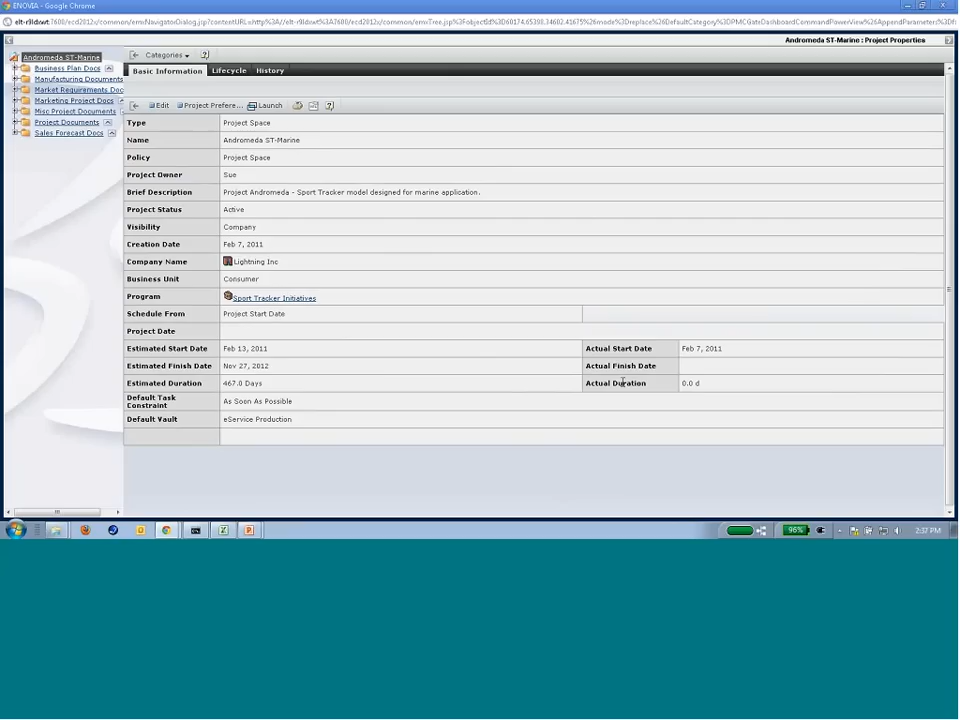 ENOVIA - Google Chrome
Andromeda ST-Marine : Project Properties
Andromeda ST-Marine
Business Plan Docs
Manufacturing Documents
Market Requirements Doc
Marketing Project Docs
Misc Project Documents
Project Documents
Sales Forecast Docs
Categories
Basic Information Lifecycle History
Edit Project Prefere... Launch
Type Project Space
Name Andromeda ST-Marine
Policy Project Space
Project Owner Sue
Brief Description Project Andromeda - Sport Tracker model designed for marine application.
Project Status Active
Visibility Company
Creation Date Feb 7, 2011
Company Name Lightning Inc
Business Unit Consumer
Program Sport Tracker Initiatives
Schedule From Project Start Date
Project Date
Estimated Start Date Feb 13, 2011 Actual Start Date Feb 7, 2011
Estimated Finish Date Nov 27, 2012 Actual Finish Date
Estimated Duration 467.0 Days Actual Duration 0.0 d
Default Task Constraint As Soon As Possible
Default Vault eService Production
96% 2:37 PM